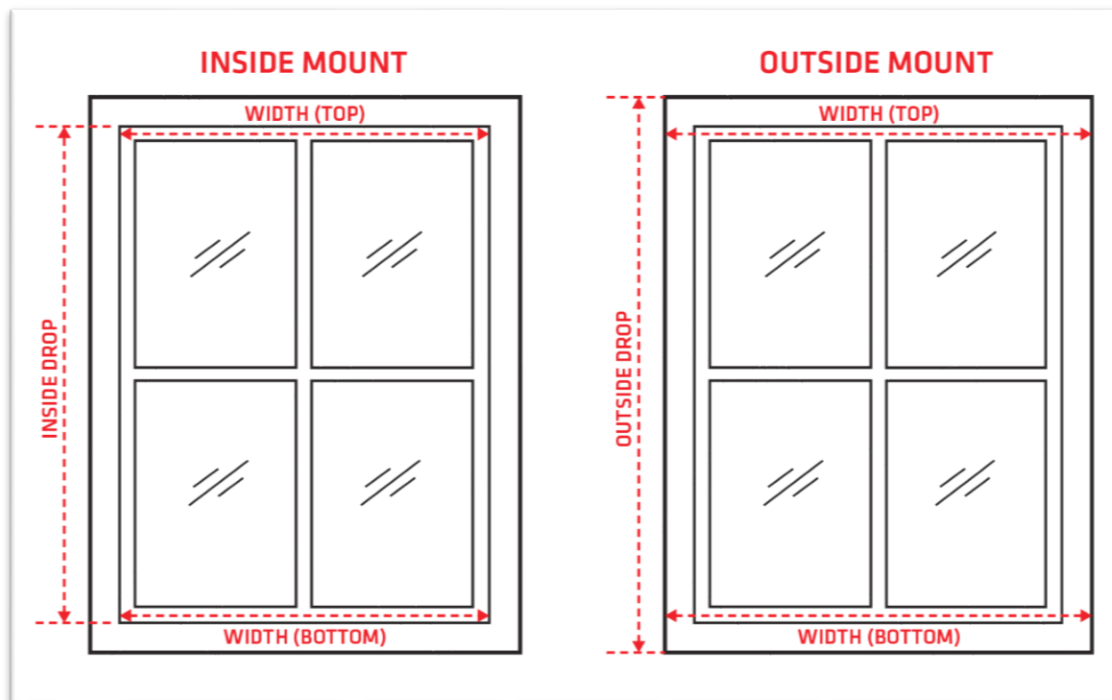 INSIDE MOUNT
WIDTH (TOP)
INSIDE DROP
WIDTH (BOTTOM)
OUTSIDE MOUNT
WIDTH (TOP)
OUTSIDE DROP
WIDTH (BOTTOM)